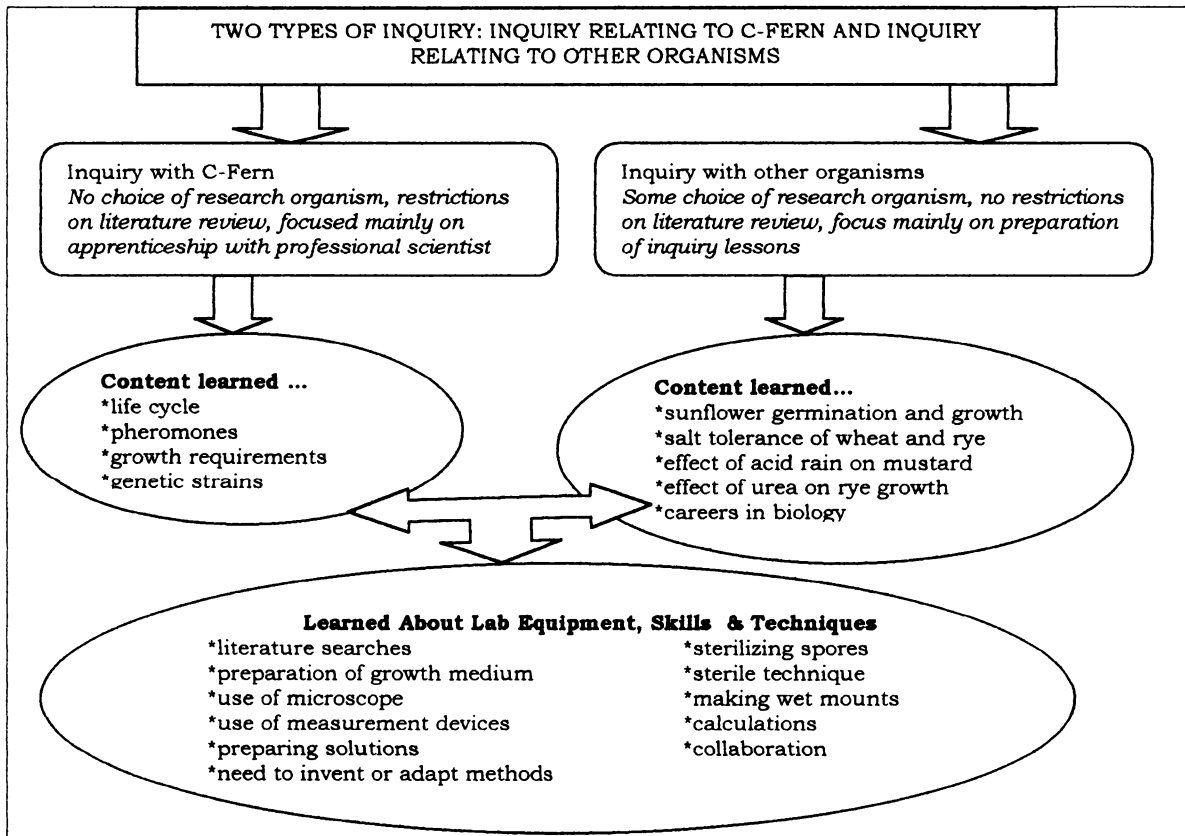 TWO TYPES OF INQUIRY: INQUIRY RELATING TO C-FERN AND INQUIRY
RELATING TO OTHER ORGANISMS
Inquiry with C-Fern
No choice of research organism, restrictions
on literature review, focused mainly on
apprenticeship with professional scientist
Inquiry with other organisms
Some choice of research organism, no restrictions
on literature review, focus mainly on preparation
of inquiry lessons
Content learned ...
*life cycle
*pheromones
*growth requirements
*genetic strains
Content learned...
*sunflower germination and growth
*salt tolerance of wheat and rye
*effect of acid rain on mustard
*effect of urea on rye growth
*careers in biology
Learned About Lab Equipment, Skills & Techniques
*literature searches
*preparation of growth medium
*use of microscope
*use of measurement devices
*preparing solutions
*need to invent or adapt methods
*sterilizing spores
*sterile technique
*making wet mounts
*calculations
*collaboration